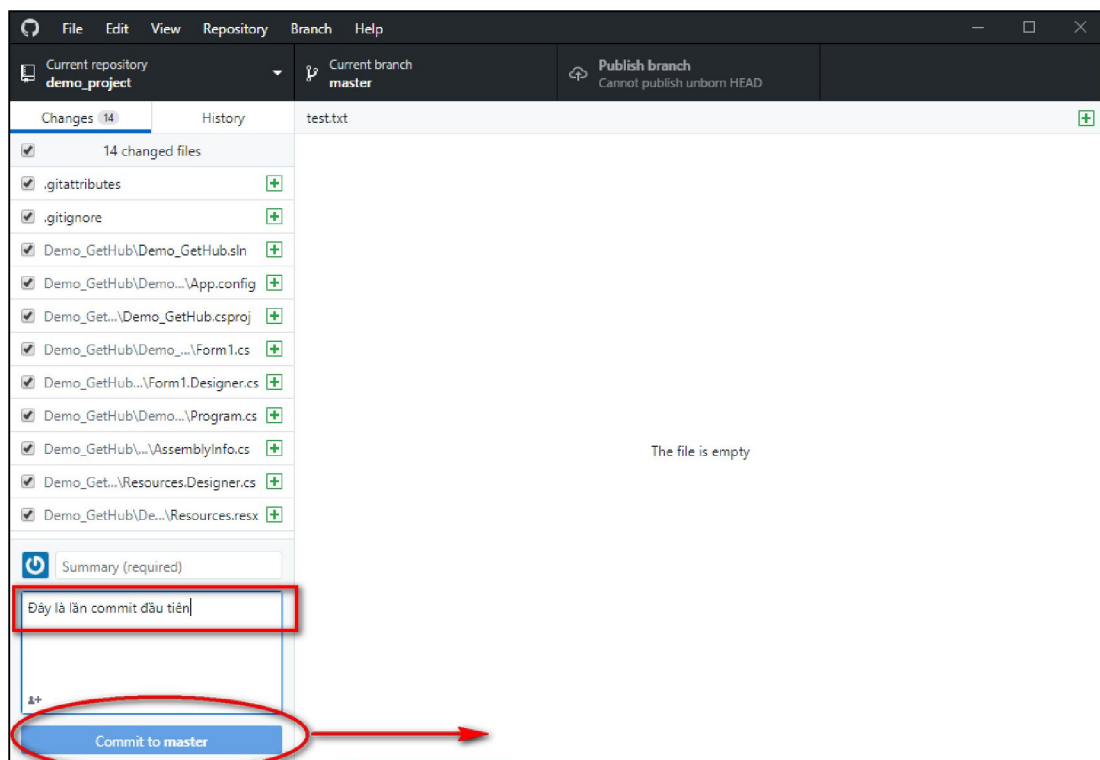 File Edit View Repository Branch Help
Current repository
demo_project
Current branch
master
Publish branch
Cannot publish unborn HEAD
Changes 14 History
test.txt
14 changed files
.gitattributes
.gitignore
Demo_GetHub\Demo_GetHub.sln
Demo_GetHub\Demo...\App.config
Demo_Get...\Demo_GetHub.csproj
Demo_GetHub\Demo_...\Form1.cs
Demo_GetHub...\Form1.Designer.cs
Demo_GetHub\Demo...\Program.cs
Demo_GetHub\...\AssemblyInfo.cs
Demo_Get...\Resources.Designer.cs
Demo_GetHub\De...\Resources.resx
The file is empty
Summary (required)
Đây là lần commit đầu tiên
Commit to master